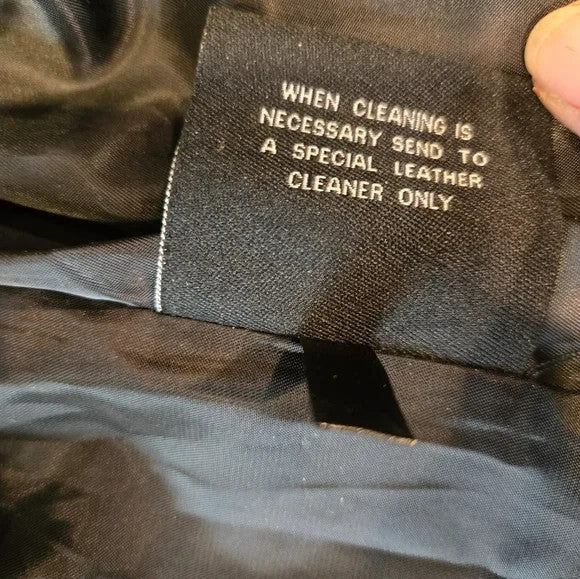 WHEN CLEANING IS
NECESSARY SEND TO
A SPECIAL LEATHER
CLEANER ONLY